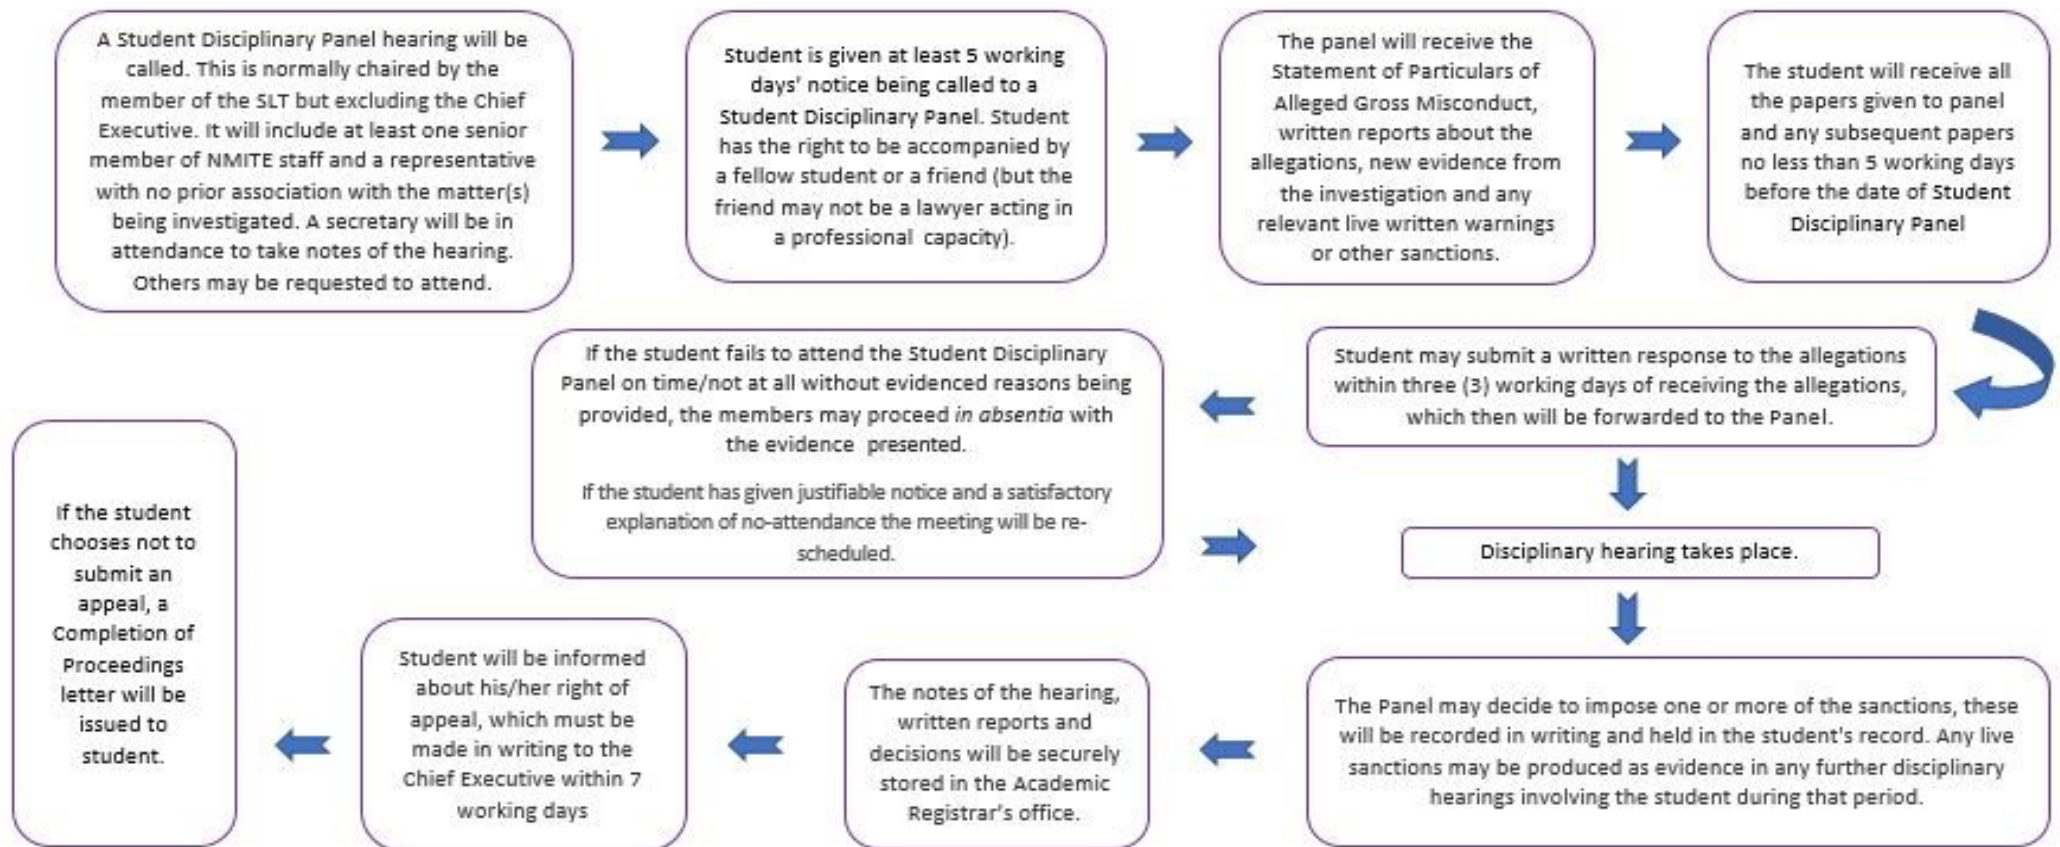 A Student Disciplinary Panel hearing will be
called. This is normally chaired by the
member of the SLT but excluding the Chief
Executive. It will include at least one senior
member of NMITE staff and a representative
with no prior association with the matter(s)
being investigated. A secretary will be in
attendance to take notes of the hearing.
Others may be requested to attend.
Student is given at least 5 working
days' notice being called to a
Student Disciplinary Panel. Student
has the right to be accompanied by
a fellow student or a friend (but the
friend may not be a lawyer acting in
a professional capacity).
The panel will receive the
Statement of Particulars of
Alleged Gross Misconduct,
written reports about the
allegations, new evidence from
the investigation and any
relevant live written warnings
or other sanctions.
The student will receive all
the papers given to panel
and any subsequent papers
no less than 5 working days
before the date of Student
Disciplinary Panel
Student may submit a written response to the allegations
within three (3) working days of receiving the allegations,
which then will be forwarded to the Panel.
If the student fails to attend the Student Disciplinary
Panel on time/not at all without evidenced reasons being
provided, the members may proceed in absentia with
the evidence presented.
If the student has given justifiable notice and a satisfactory
explanation of no-attendance the meeting will be re-
scheduled.
Disciplinary hearing takes place.
The Panel may decide to impose one or more of the sanctions, these
will be recorded in writing and held in the student's record. Any live
sanctions may be produced as evidence in any further disciplinary
hearings involving the student during that period.
The notes of the hearing,
written reports and
decisions will be securely
stored in the Academic
Registrar's office.
Student will be informed
about his/her right of
appeal, which must be
made in writing to the
Chief Executive within 7
working days
If the student
chooses not to
submit an
appeal, a
Completion of
Proceedings
letter will be
issued to
student.